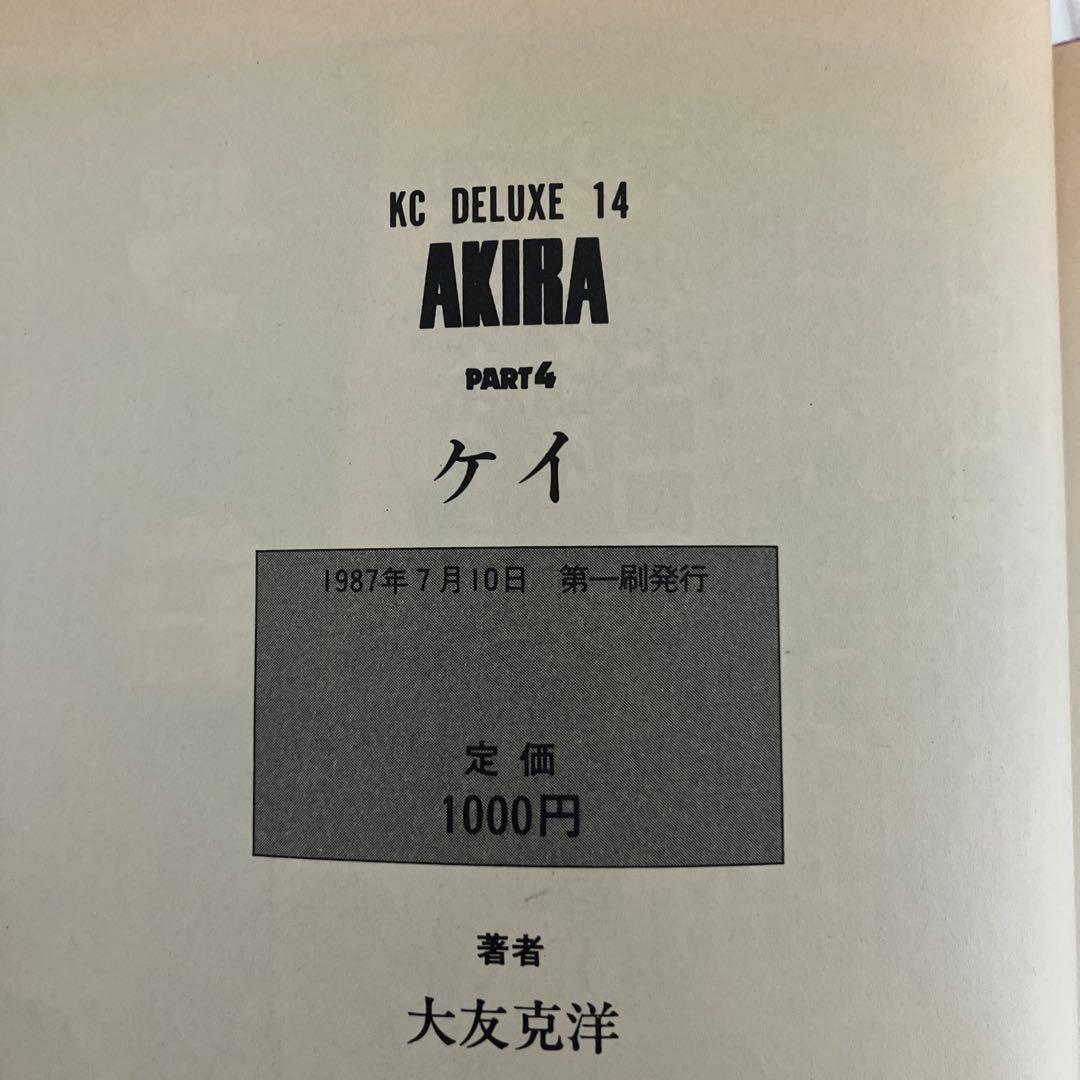 KC DELUXE 14
AKIRA
PART4
ケイ
1987年7月10日 第一刷発行
定価
1000円
著者
大友克洋